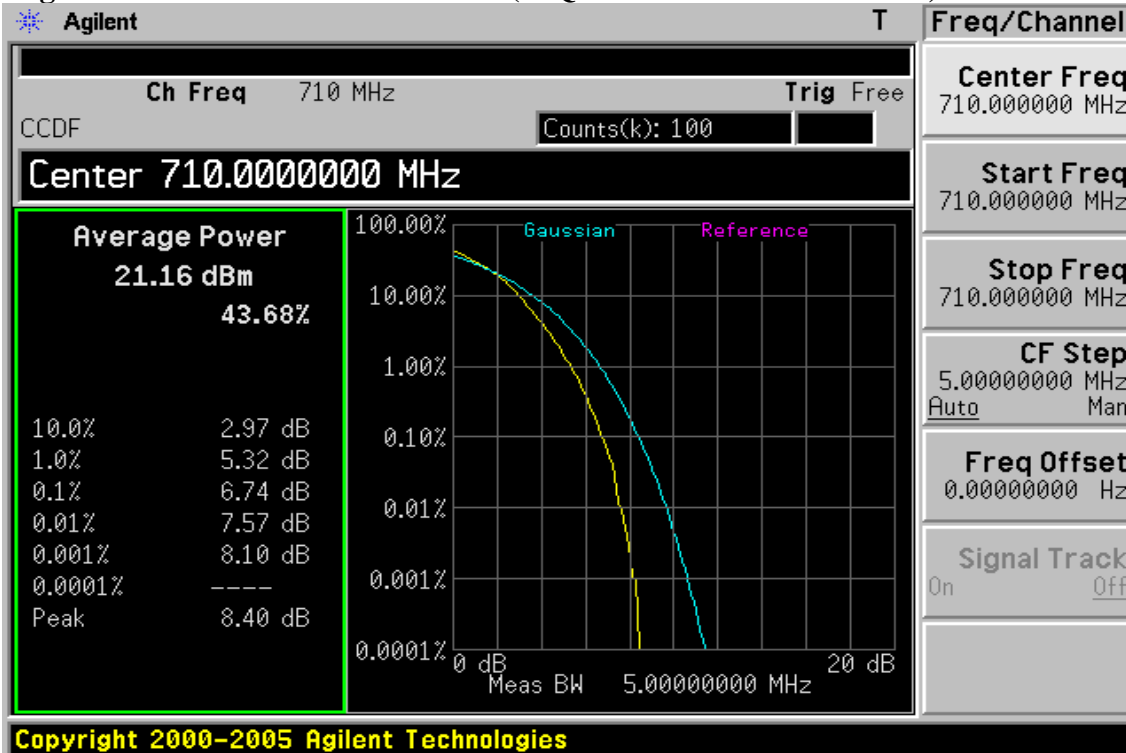 Agilent T
Ch Freq 710 MHz Trig Free
CCDF Counts(k): 100
Center 710.0000000 MHz
Average Power
21.16 dBm
43.68%
10.0% 2.97 dB
1.0% 5.32 dB
0.1% 6.74 dB
0.01% 7.57 dB
0.001% 8.10 dB
0.0001% ----
Peak 8.40 dB
100.00%
Gaussian Reference
10.00%
1.00%
0.10%
0.01%
0.001%
0.0001%
0 dB 20 dB
Meas BW 5.00000000 MHz
Freq/Channel
Center Freq
710.000000 MHz
Start Freq
710.000000 MHz
Stop Freq
710.000000 MHz
CF Step
5.00000000 MHz
Auto Man
Freq Offset
0.00000000 Hz
Signal Track
On Off
Copyright 2000-2005 Agilent Technologies